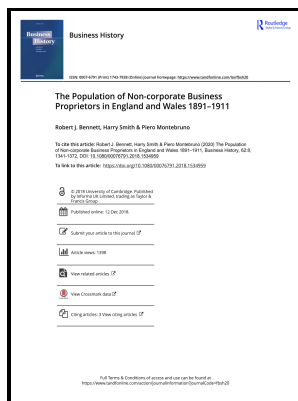 Business
History
Business History
Routledge
ISSN: 0007-6791 (Print) 1743-7938 (Online) Journal homepage: https://www.tandfonline.com/loi/fbsh20
The Population of Non-corporate Business
Proprietors in England and Wales 1891–1911
Robert J. Bennett, Harry Smith & Piero Montebruno
To cite this article: Robert J. Bennett, Harry Smith & Piero Montebruno (2020) The Population
of Non-corporate Business Proprietors in England and Wales 1891–1911, Business History, 62:8,
1341-1372, DOI: 10.1080/00076791.2018.1534959
To link to this article: https://doi.org/10.1080/00076791.2018.1534959
© 2018 University of Cambridge. Published
by Informa UK Limited, trading as Taylor &
Francis Group
Published online: 12 Dec 2018.
Submit your article to this journal
Article views: 1398
View related articles
View Crossmark data
Citing articles: 3 View citing articles
Full Terms & Conditions of access and use can be found at
https://www.tandfonline.com/action/journalInformation?journalCode=fbsh20